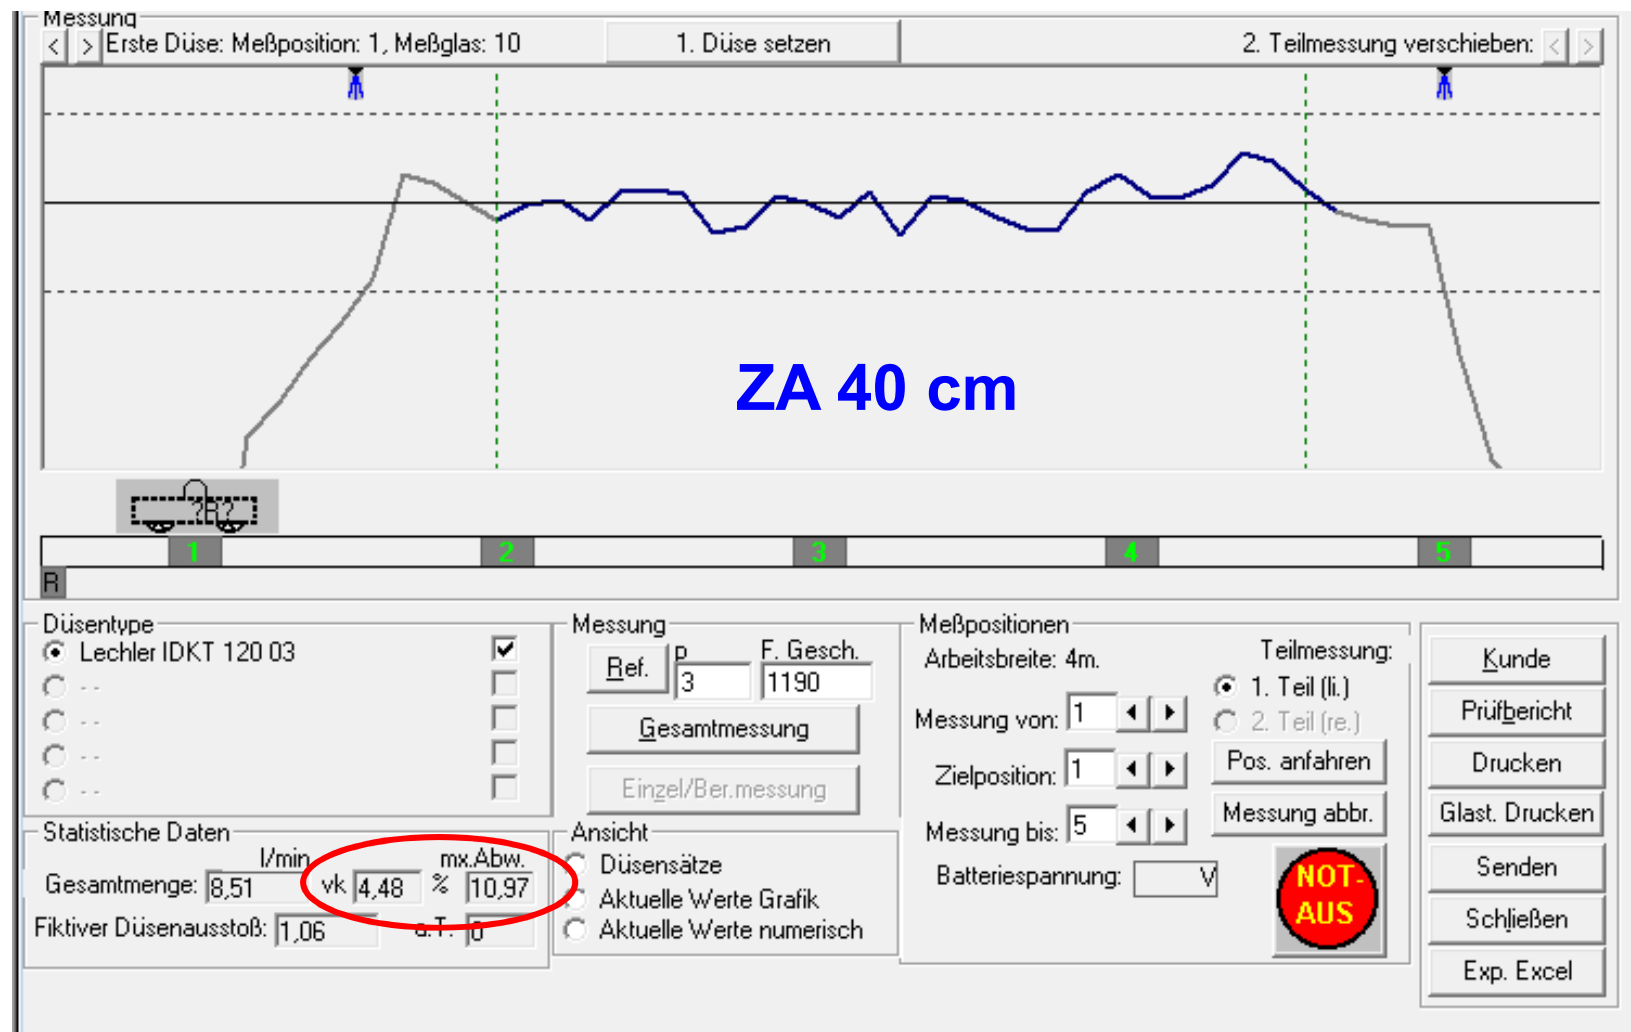 Messung
< > Erste Düse: Meßposition: 1, Meßglas: 10
1. Düse setzen
2. Teilmessung verschieben: < >
ZA 40 cm
?R?
1 2 3 4 5
R
Düsentype
Lechler IDKT 120 03
- -
- -
- -
- -
Statistische Daten
l/min mx.Abw.
Gesamtmenge: 8,51 vk 4,48 % 10,97
Fiktiver Düsenausstoß: 1,06 a.T. 0
Messung
p F. Gesch.
Ref. 3 1190
Gesamtmessung
Einzel/Ber.messung
Ansicht
Düsensätze
Aktuelle Werte Grafik
Aktuelle Werte numerisch
Meßpositionen
Arbeitsbreite: 4m.
Messung von: 1
Zielposition: 1
Messung bis: 5
Batteriespannung: V
Teilmessung:
1. Teil (li.)
2. Teil (re.)
Pos. anfahren
Messung abbr.
NOT-
AUS
Kunde
Prüfbericht
Drucken
Glast. Drucken
Senden
Schließen
Exp. Excel